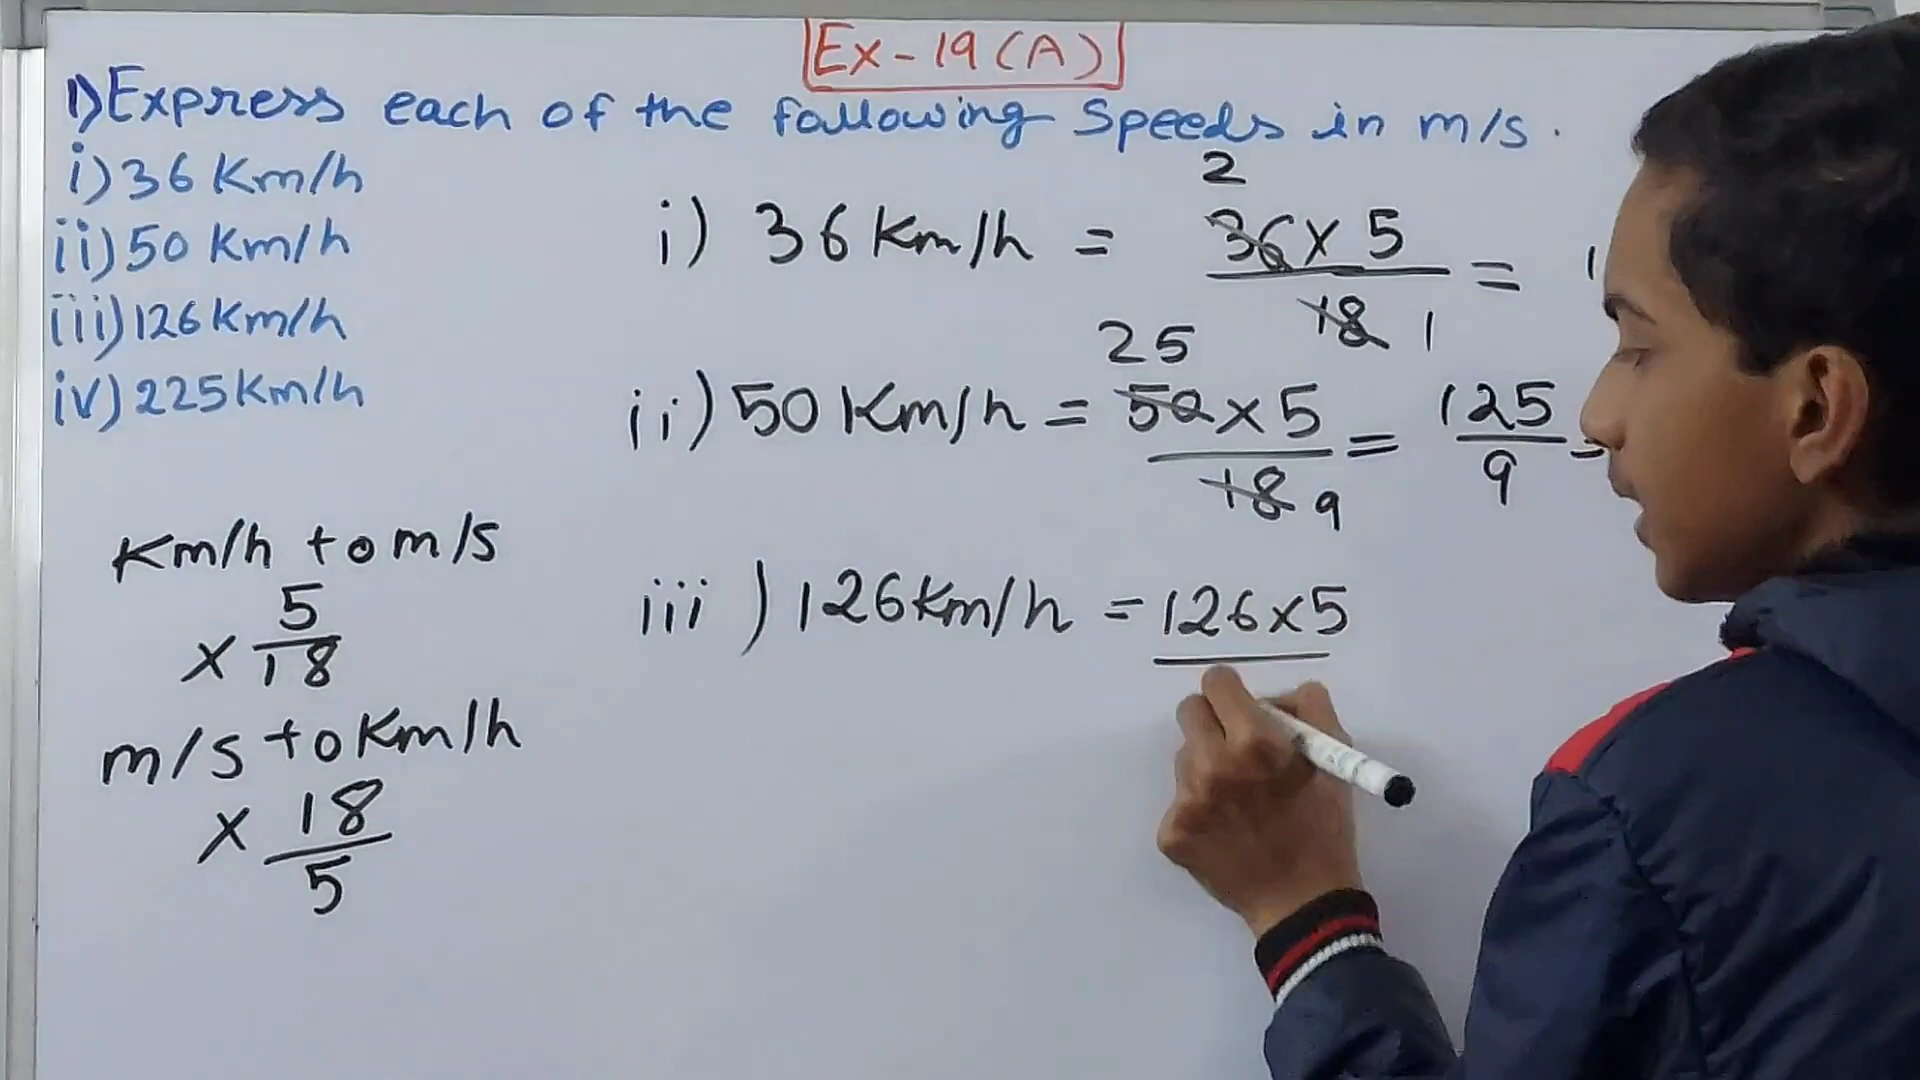 Ex-19(A)
1) Express each of the following speeds in m/s.
i) 36 Km/h
ii) 50 Km/h
iii) 126 Km/h
iv) 225 Km/h
Km/h to m/s
× 5/18
m/s to Km/h
× 18/5
2
i) 36 Km/h = 36 × 5 / 18 1 = 1
25
ii) 50 Km/h = 50 × 5 / 18 9 = 125/9 =
iii) 126 Km/h = 126 × 5